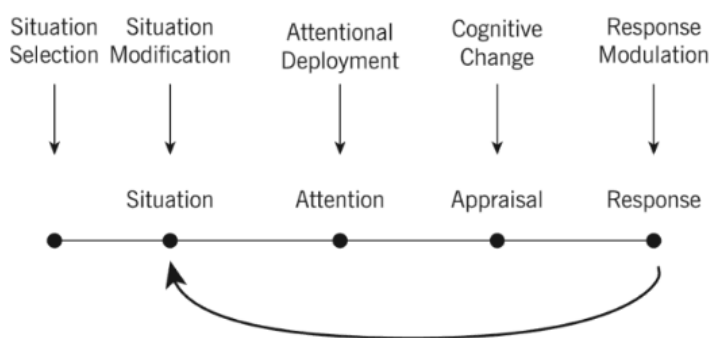 Situation Selection
Situation Modification
Attentional Deployment
Cognitive Change
Response Modulation
Situation
Attention
Appraisal
Response